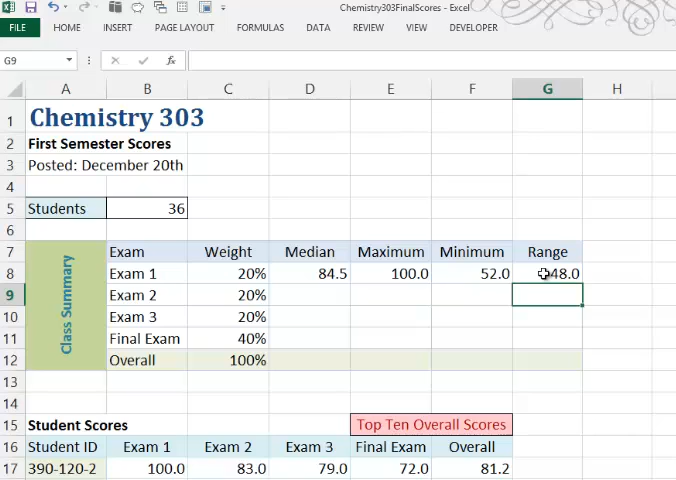 Chemistry303FinalScores - Excel
FILE HOME INSERT PAGE LAYOUT FORMULAS DATA REVIEW VIEW DEVELOPER
G9 fx
A B C D E F G H
1 Chemistry 303
2 First Semester Scores
3 Posted: December 20th
4
5 Students 36
6
7 Exam Weight Median Maximum Minimum Range
8 Exam 1 20% 84.5 100.0 52.0 48.0
9 Exam 2 20%
10 Exam 3 20%
11 Final Exam 40%
12 Overall 100%
Class Summary
13
14
15 Student Scores Top Ten Overall Scores
16 Student ID Exam 1 Exam 2 Exam 3 Final Exam Overall
17 390-120-2 100.0 83.0 79.0 72.0 81.2